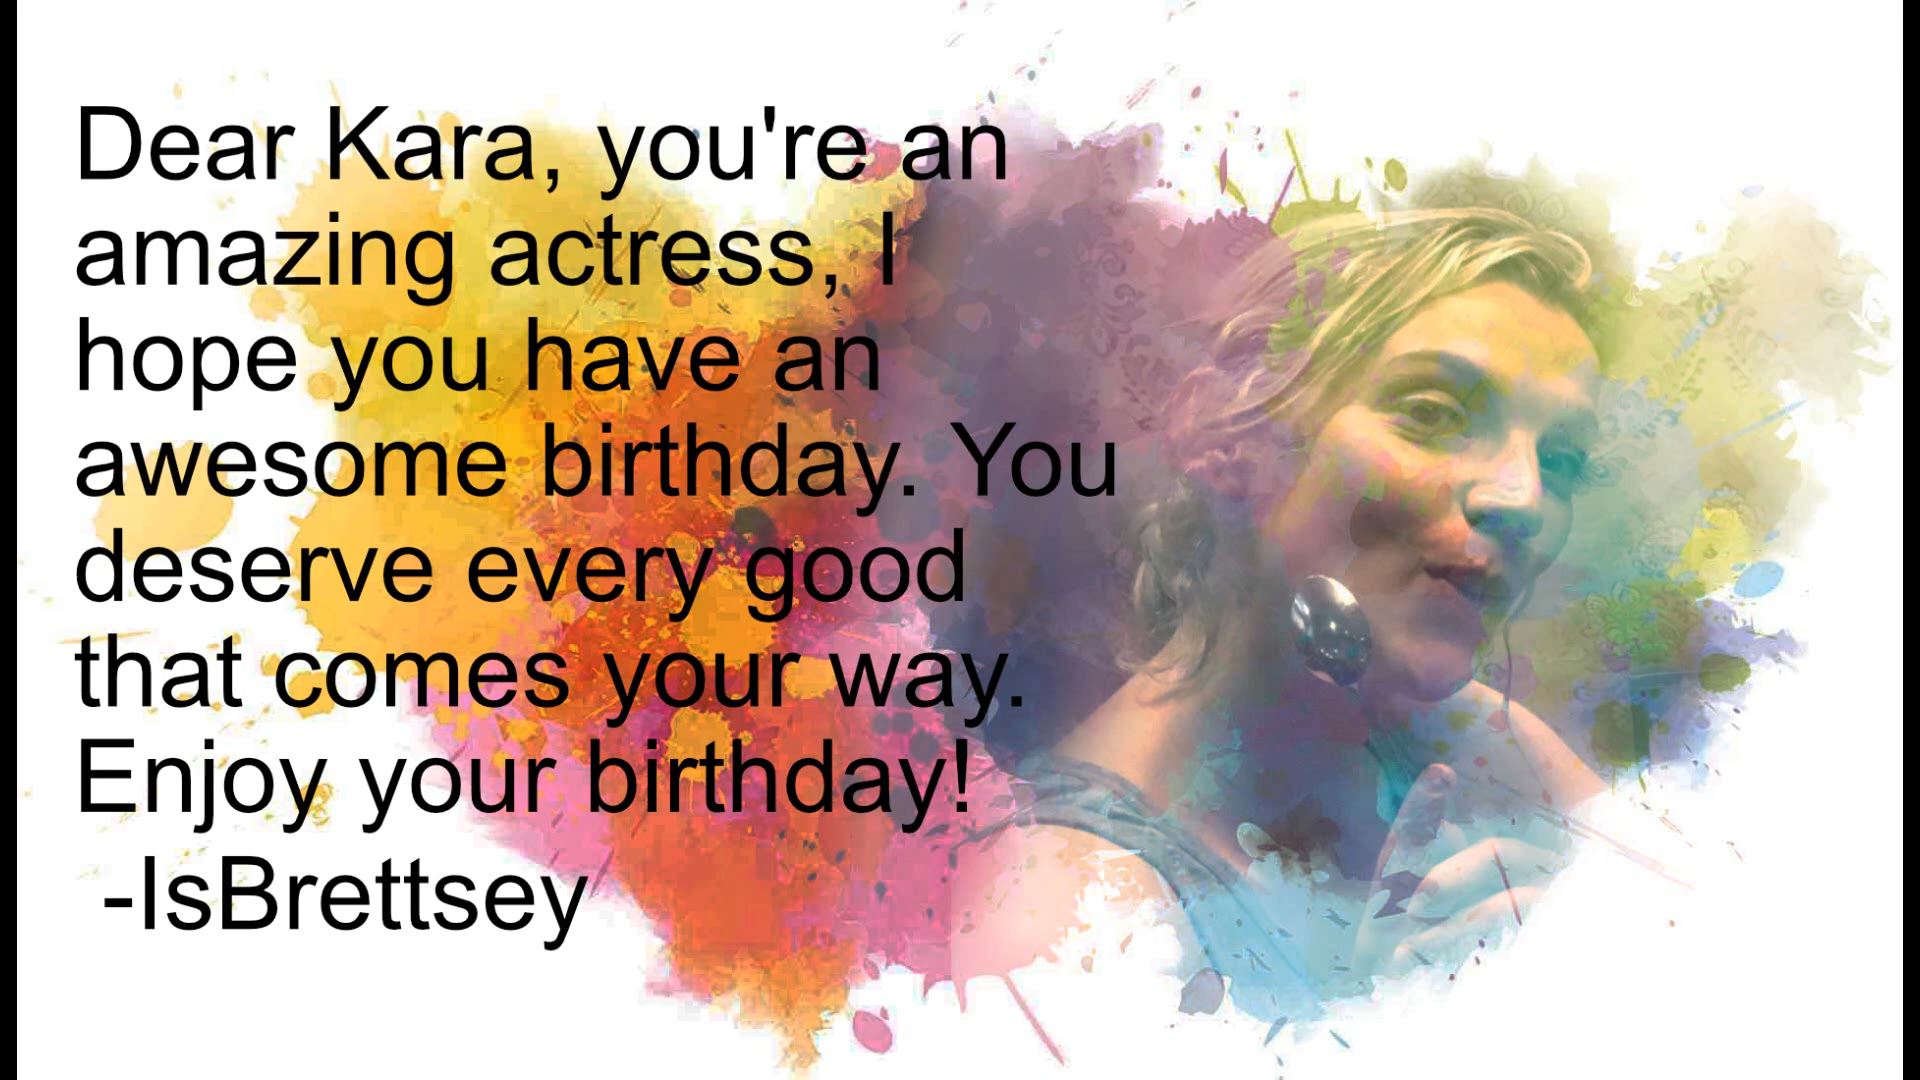 Dear Kara, you're an
amazing actress, I
hope you have an
awesome birthday. You
deserve every good
that comes your way.
Enjoy your birthday!
-IsBrettsey